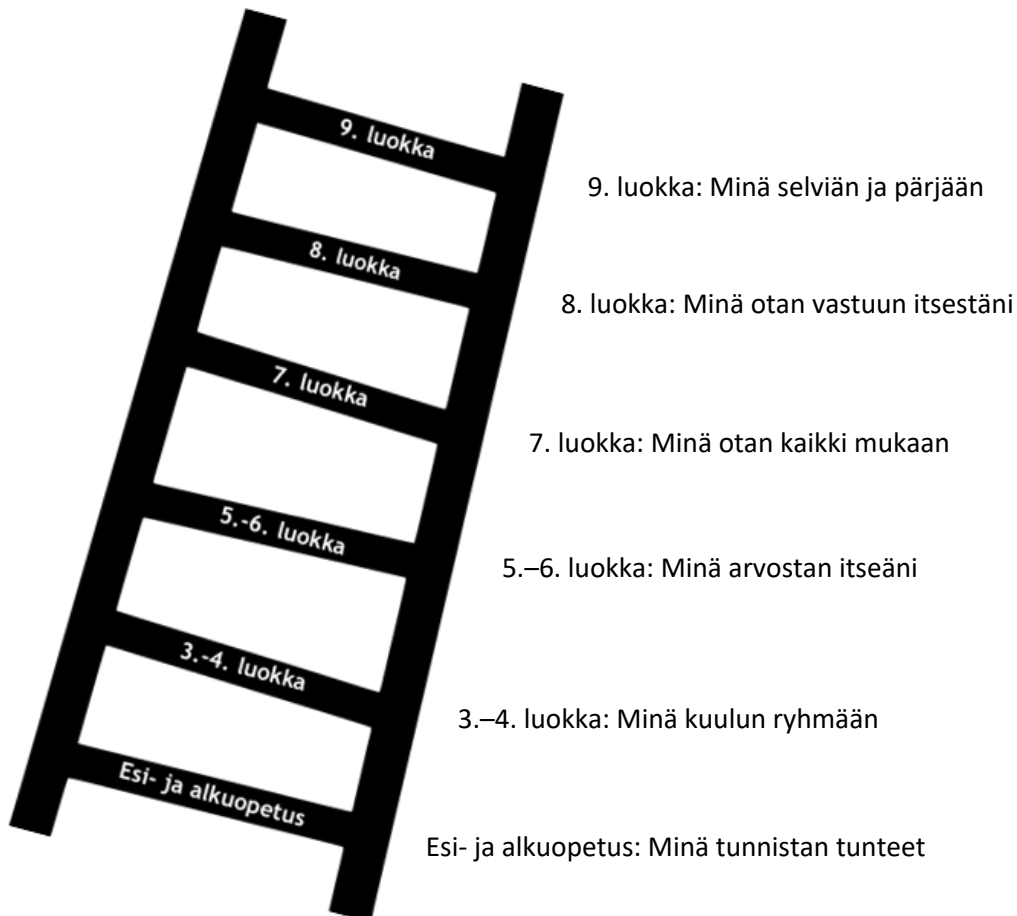 9. luokka
9. luokka: Minä selviän ja pärjään
8. luokka
8. luokka: Minä otan vastuun itsestäni
7. luokka
7. luokka: Minä otan kaikki mukaan
5.-6. luokka
5.–6. luokka: Minä arvostan itseäni
3.-4. luokka
3.–4. luokka: Minä kuulun ryhmään
Esi- ja alkuopetus
Esi- ja alkuopetus: Minä tunnistan tunteet